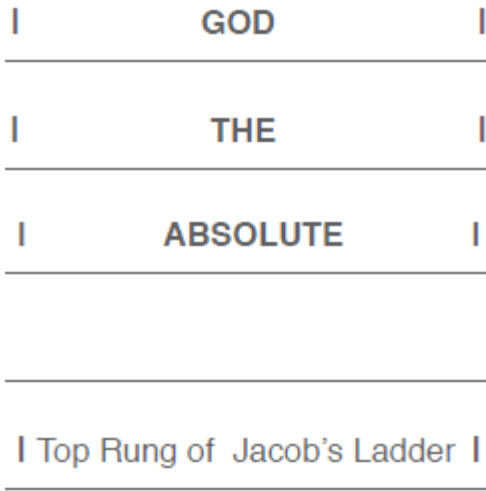 I GOD I
I THE I
I ABSOLUTE I
I Top Rung of Jacob's Ladder I